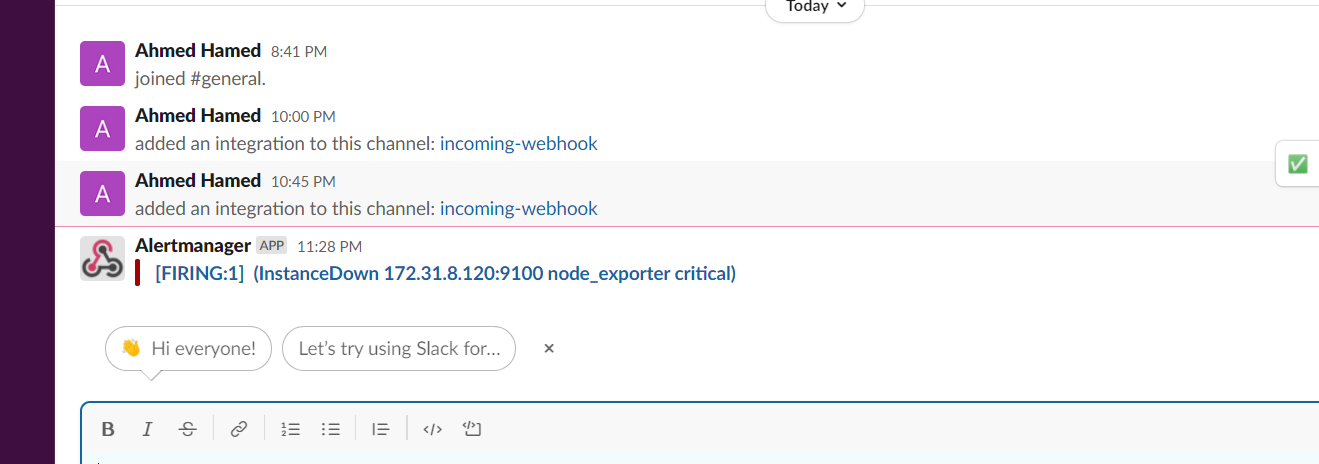 Today
A
Ahmed Hamed 8:41 PM
joined #general.
A
Ahmed Hamed 10:00 PM
added an integration to this channel: incoming-webhook
A
Ahmed Hamed 10:45 PM
added an integration to this channel: incoming-webhook
Alertmanager APP 11:28 PM
[FIRING:1] (InstanceDown 172.31.8.120:9100 node_exporter critical)
👋 Hi everyone! Let's try using Slack for... ×
B I S </>